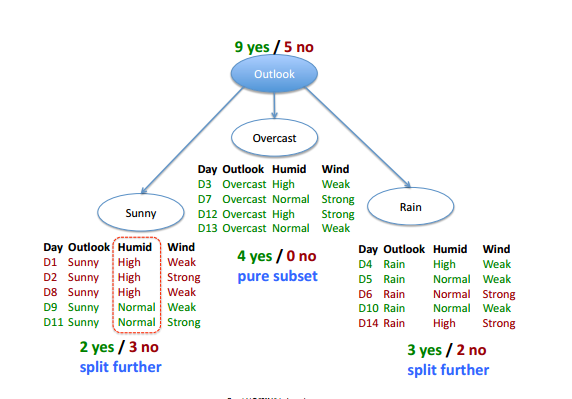 9 yes / 5 no
Outlook
Overcast
Day Outlook Humid Wind
D3 Overcast High Weak
D7 Overcast Normal Strong
D12 Overcast High Strong
D13 Overcast Normal Weak
4 yes / 0 no
pure subset
Sunny
Day Outlook Humid Wind
D1 Sunny High Weak
D2 Sunny High Strong
D8 Sunny High Weak
D9 Sunny Normal Weak
D11 Sunny Normal Strong
2 yes / 3 no
split further
Rain
Day Outlook Humid Wind
D4 Rain High Weak
D5 Rain Normal Weak
D6 Rain Normal Strong
D10 Rain Normal Weak
D14 Rain High Strong
3 yes / 2 no
split further